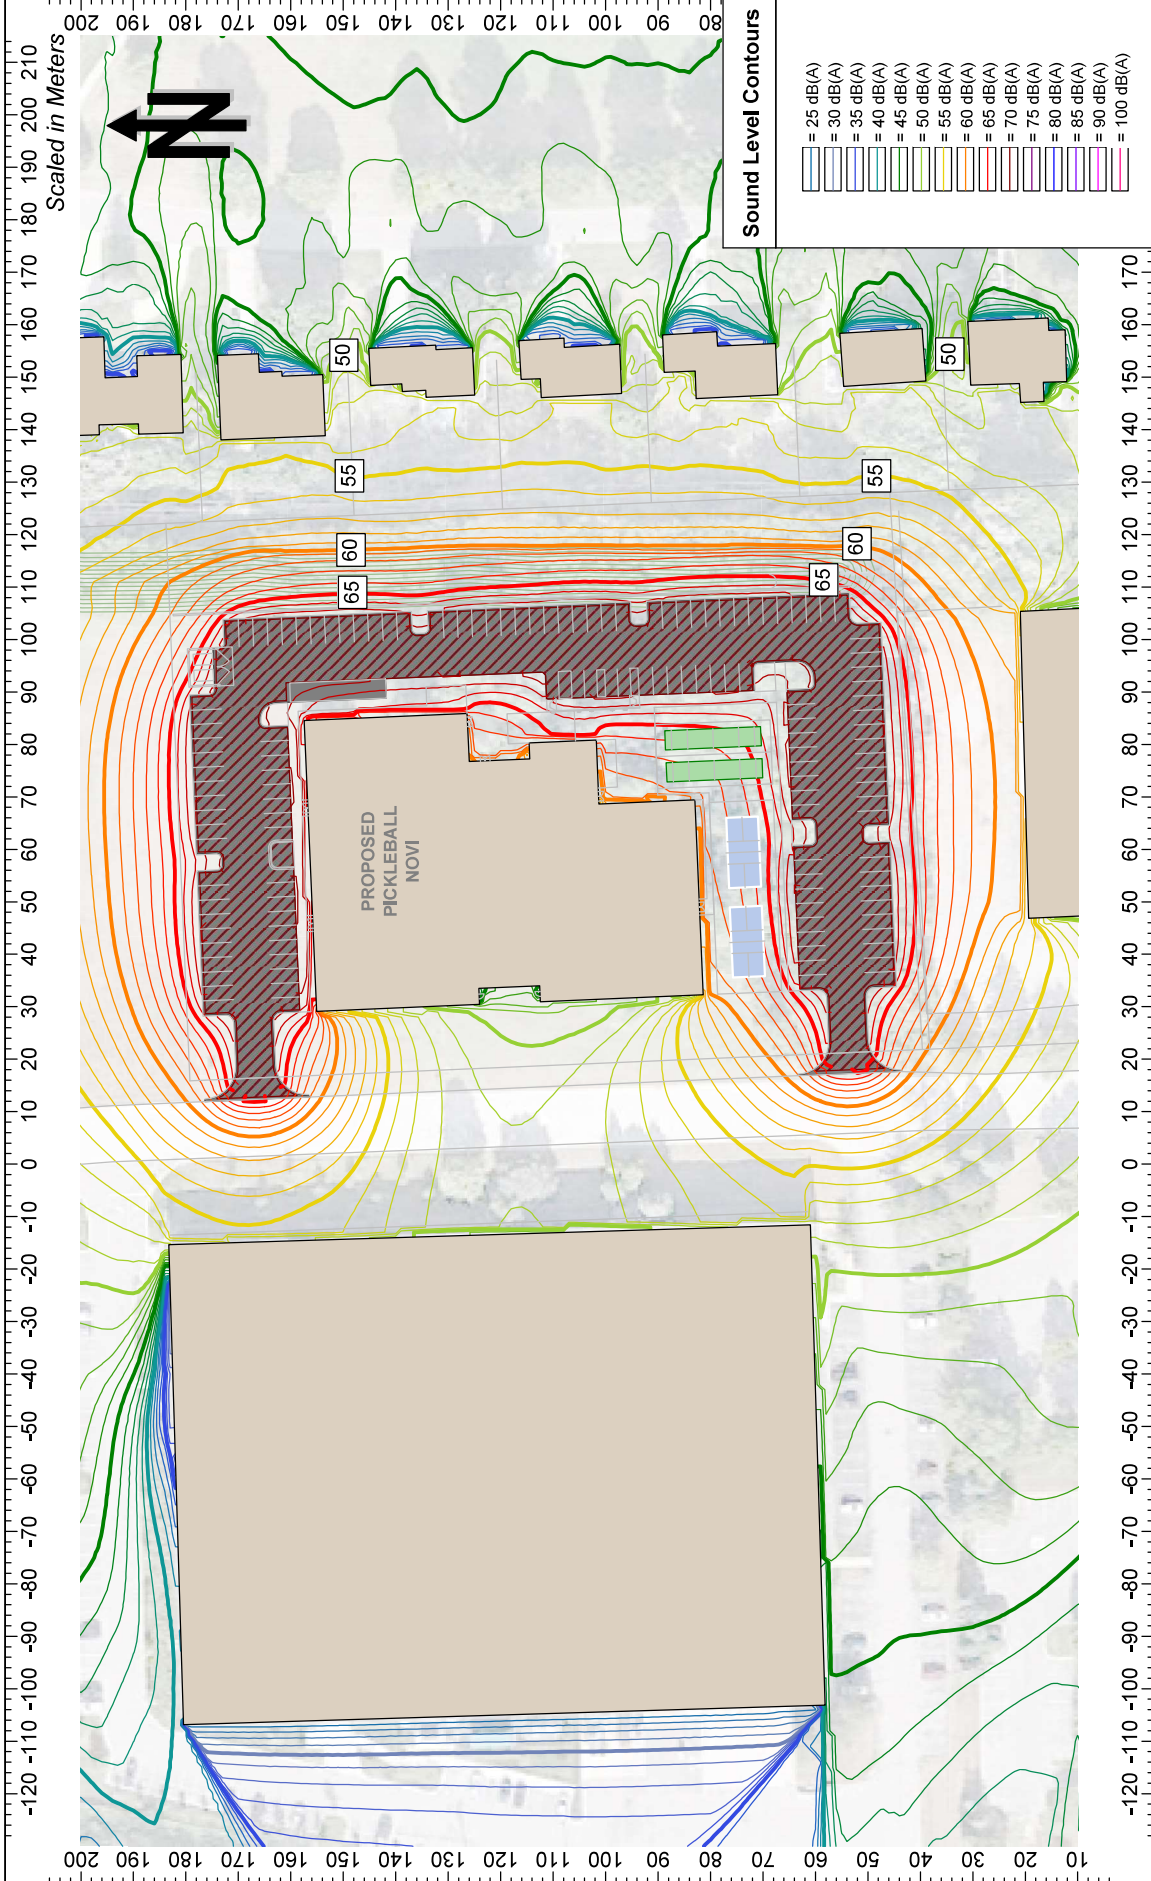 -120 -110 -100 -90 -80 -70 -60 -50 -40 -30 -20 -10 0 10 20 30 40 50 60 70 80 90 100 110 120 130 140 150 160 170 180 190 200 210
Scaled in Meters
200 190 180 170 160 150 140 130 120 110 100 90 80 70 60 50 40 30 20 10
200 190 180 170 160 150 140 130 120 110 100 90 80
N
65 60 55 50
PROPOSED
PICKLEBALL
NOVI
65 60 55 50
Sound Level Contours
= 25 dB(A)
= 30 dB(A)
= 35 dB(A)
= 40 dB(A)
= 45 dB(A)
= 50 dB(A)
= 55 dB(A)
= 60 dB(A)
= 65 dB(A)
= 70 dB(A)
= 75 dB(A)
= 80 dB(A)
= 85 dB(A)
= 90 dB(A)
= 100 dB(A)
-120 -110 -100 -90 -80 -70 -60 -50 -40 -30 -20 -10 0 10 20 30 40 50 60 70 80 90 100 110 120 130 140 150 160 170